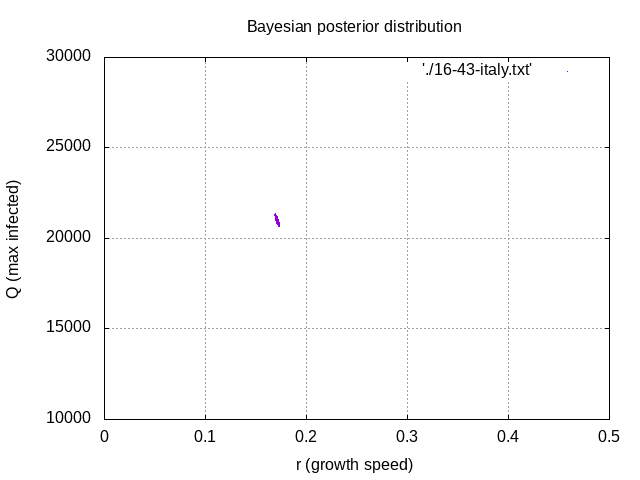 Bayesian posterior distribution
30000
'./16-43-italy.txt'
25000
20000
15000
10000
Q (max infected)
0 0.1 0.2 0.3 0.4 0.5
r (growth speed)